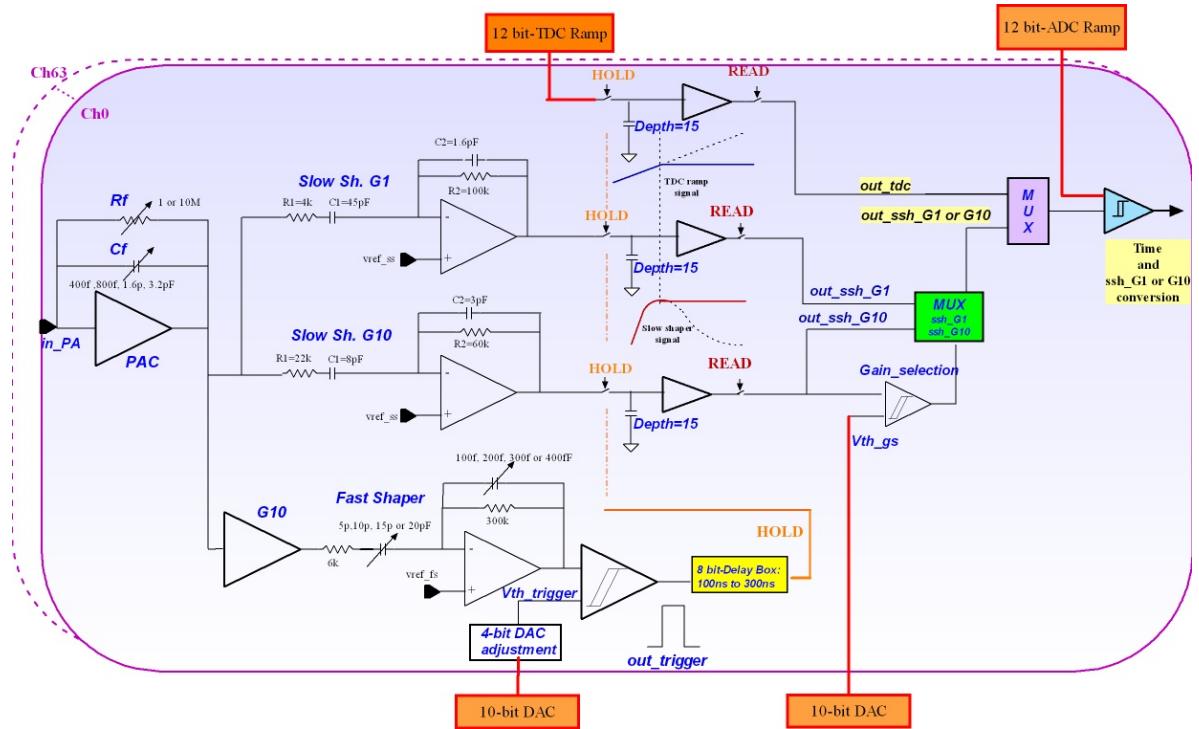 12 bit-TDC Ramp
12 bit-ADC Ramp
Ch63
Ch0
HOLD
READ
Depth=15
C2=1.6pF
Slow Sh. G1
R2=100k
R1=4k
C1=45pF
-
+
vref_ss
TDC ramp
signal
HOLD
READ
Depth=15
out_tdc
out_ssh_G1 or G10
M
U
X
Time
and
ssh_G1 or G10
conversion
Rf
1 or 10M
Cf
400f ,800f, 1.6p, 3.2pF
in_PA
PAC
out_ssh_G1
out_ssh_G10
MUX
ssh_G1
ssh_G10
C2=3pF
Slow Sh. G10
R2=60k
R1=22k
C1=8pF
-
+
vref_ss
Slow shaper
signal
HOLD
READ
Depth=15
Gain_selection
Vth_gs
100f, 200f, 300f or 400fF
G10
Fast Shaper
5p,10p, 15p or 20pF
300k
6k
-
+
vref_fs
HOLD
8 bit-Delay Box:
100ns to 300ns
Vth_trigger
4-bit DAC
adjustment
out_trigger
10-bit DAC
10-bit DAC